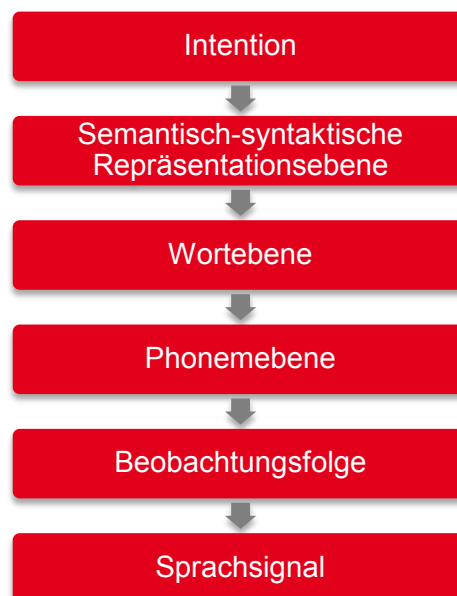 Intention
Semantisch-syntaktische
Repräsentationsebene
Wortebene
Phonemebene
Beobachtungsfolge
Sprachsignal